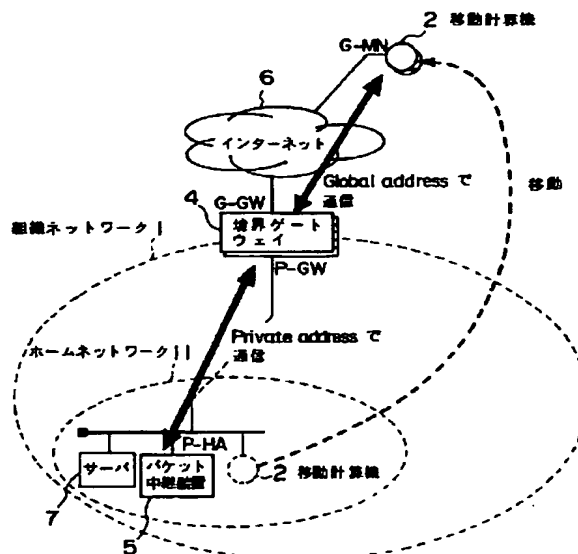 2 移動計算機
G-MN
6
インターネット
Global address で
通信
移動
G-GW
4
境界ゲート
ウェイ
組織ネットワーク 1
P-GW
Private address で
通信
ホームネットワーク 11
P-HA
サーバ
パケット
中継装置
2 移動計算機
7
5